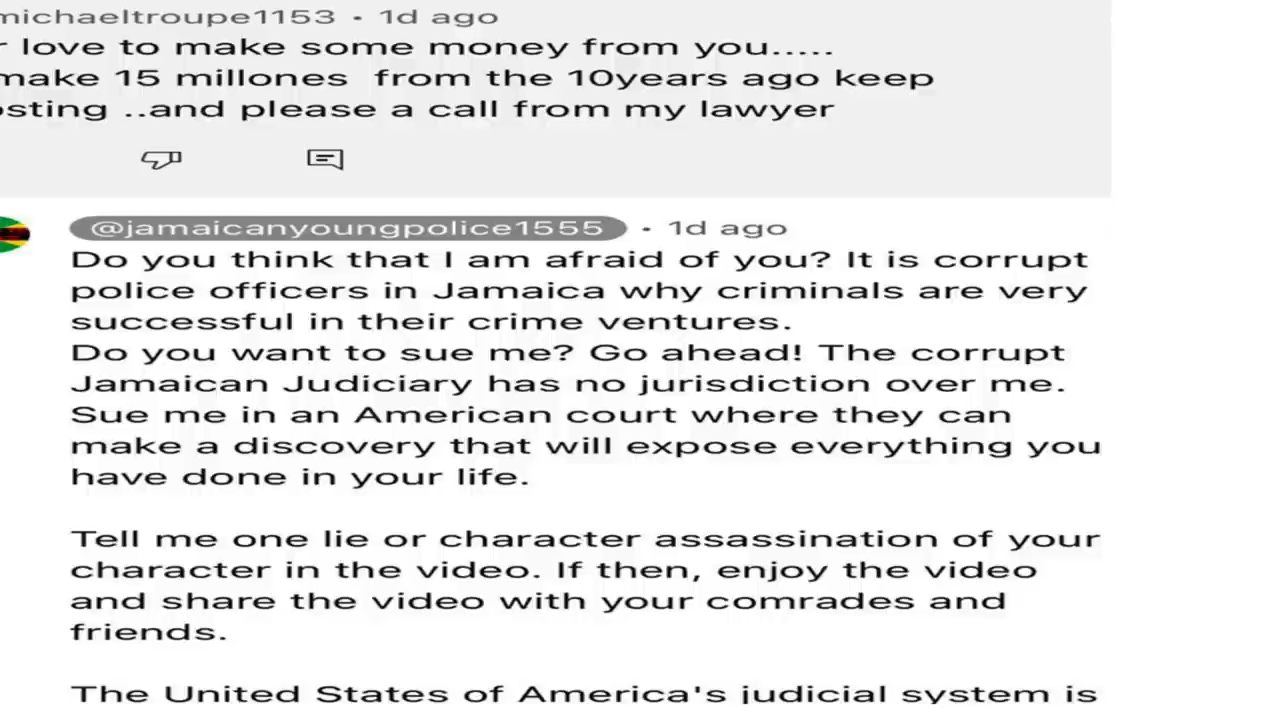 michaeltroupe1153 • 1d ago
r love to make some money from you.....
make 15 millones from the 10years ago keep
osting ..and please a call from my lawyer
@jamaicanyoungpolice1555 • 1d ago
Do you think that I am afraid of you? It is corrupt
police officers in Jamaica why criminals are very
successful in their crime ventures.
Do you want to sue me? Go ahead! The corrupt
Jamaican Judiciary has no jurisdiction over me.
Sue me in an American court where they can
make a discovery that will expose everything you
have done in your life.
Tell me one lie or character assassination of your
character in the video. If then, enjoy the video
and share the video with your comrades and
friends.
The United States of America's judicial system is